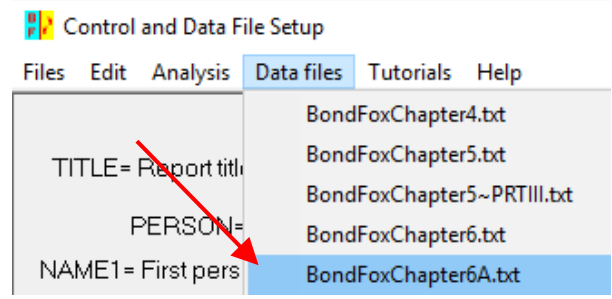 Control and Data File Setup
Files Edit Analysis Data files Tutorials Help
BondFoxChapter4.txt
TITLE= Report title
BondFoxChapter5.txt
BondFoxChapter5~PRTIII.txt
PERSON=
BondFoxChapter6.txt
NAME1= First pers
BondFoxChapter6A.txt